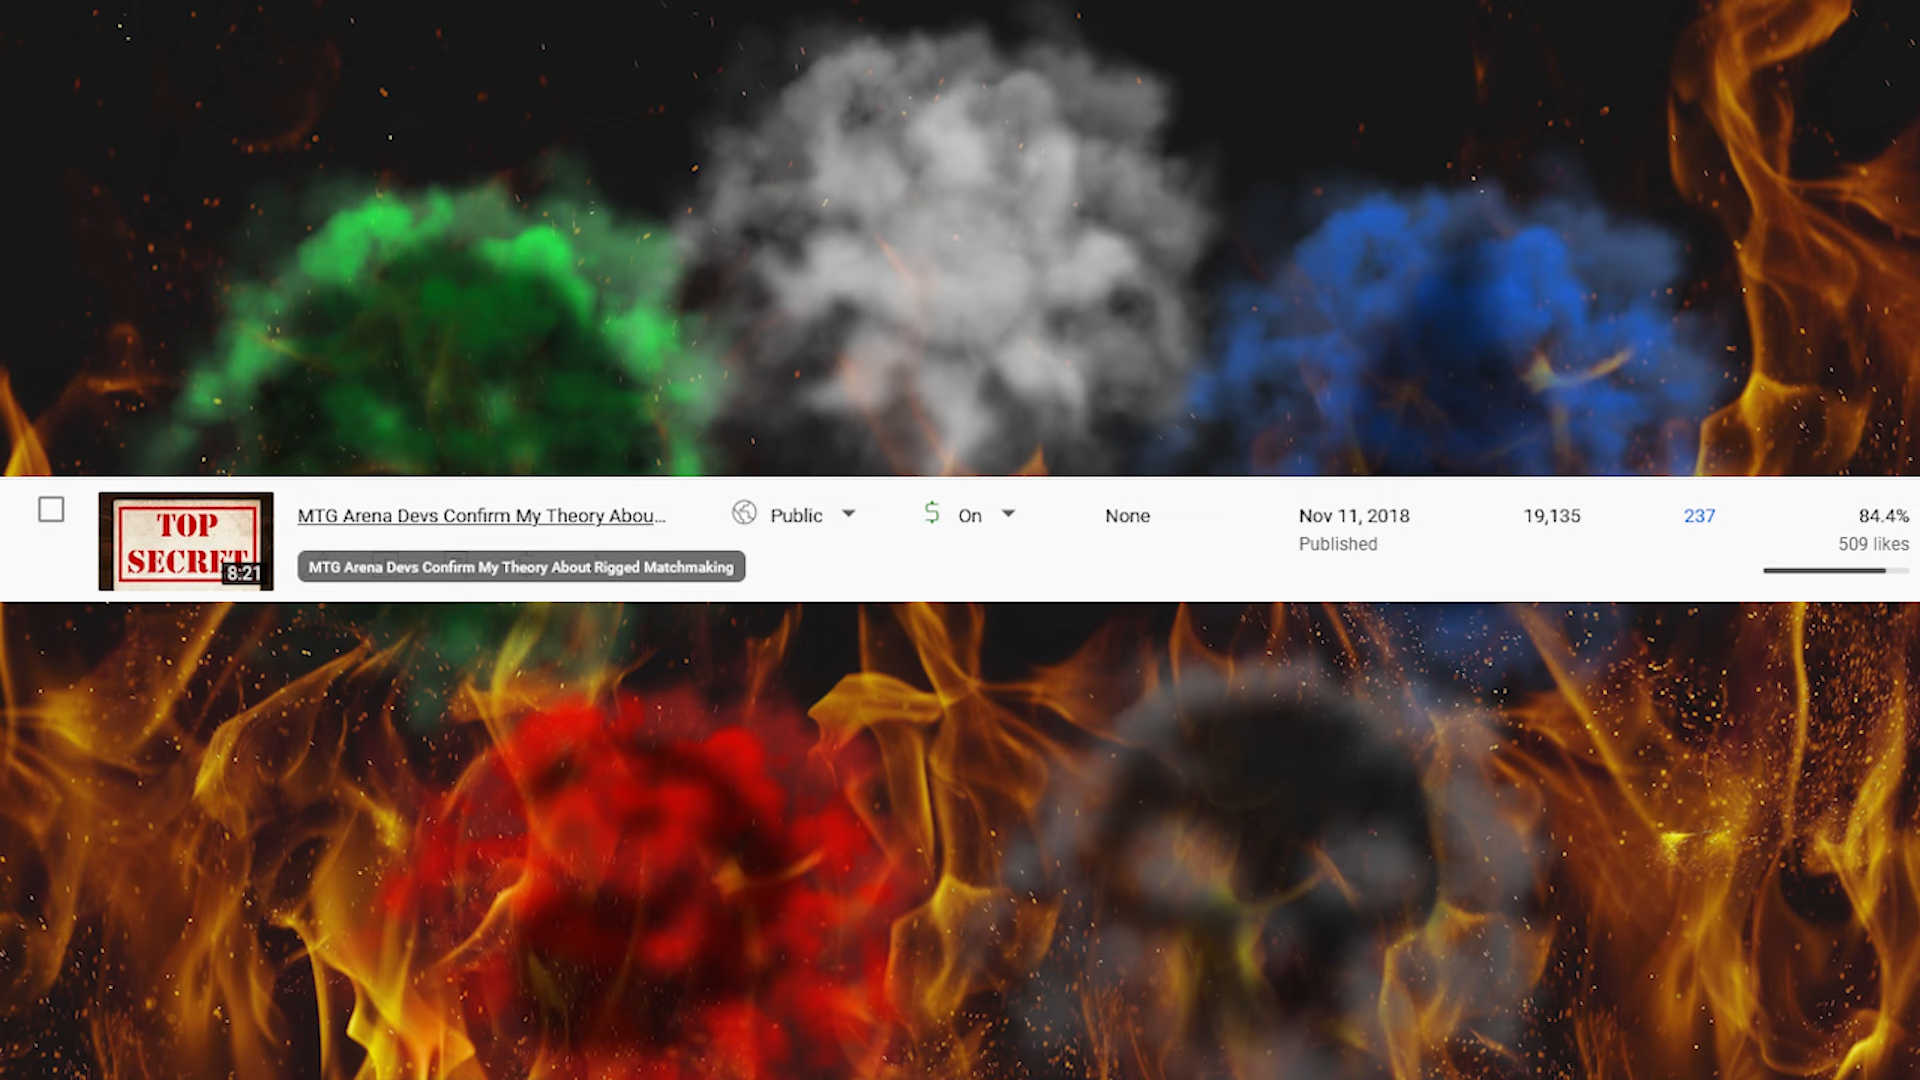 TOP
SECRET
8:21
MTG Arena Devs Confirm My Theory Abou...
MTG Arena Devs Confirm My Theory About Rigged Matchmaking
Public
$
On
None
Nov 11, 2018
Published
19,135
237
84.4%
509 likes